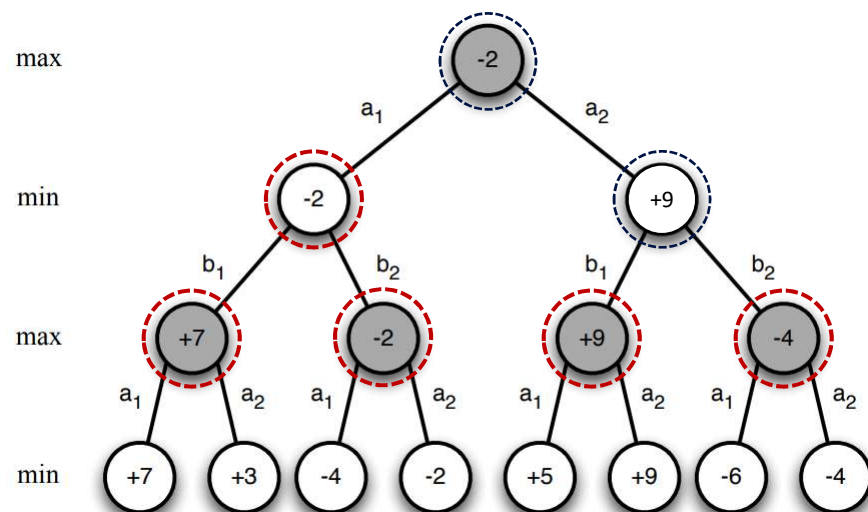 max -2
a1 a2
min -2 +9
b1 b2 b1 b2
max +7 -2 +9 -4
a1 a2 a1 a2 a1 a2 a1 a2
min +7 +3 -4 -2 +5 +9 -6 -4